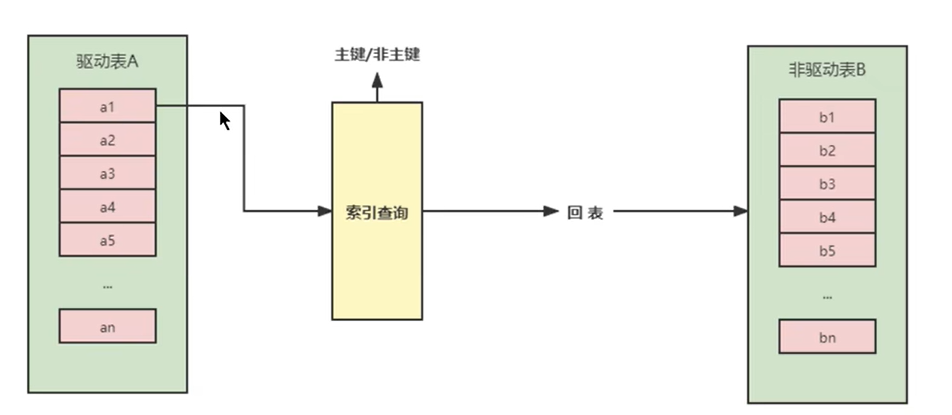 驱动表A
a1
a2
a3
a4
a5
...
an
主键/非主键
索引查询
回 表
非驱动表B
b1
b2
b3
b4
b5
...
bn